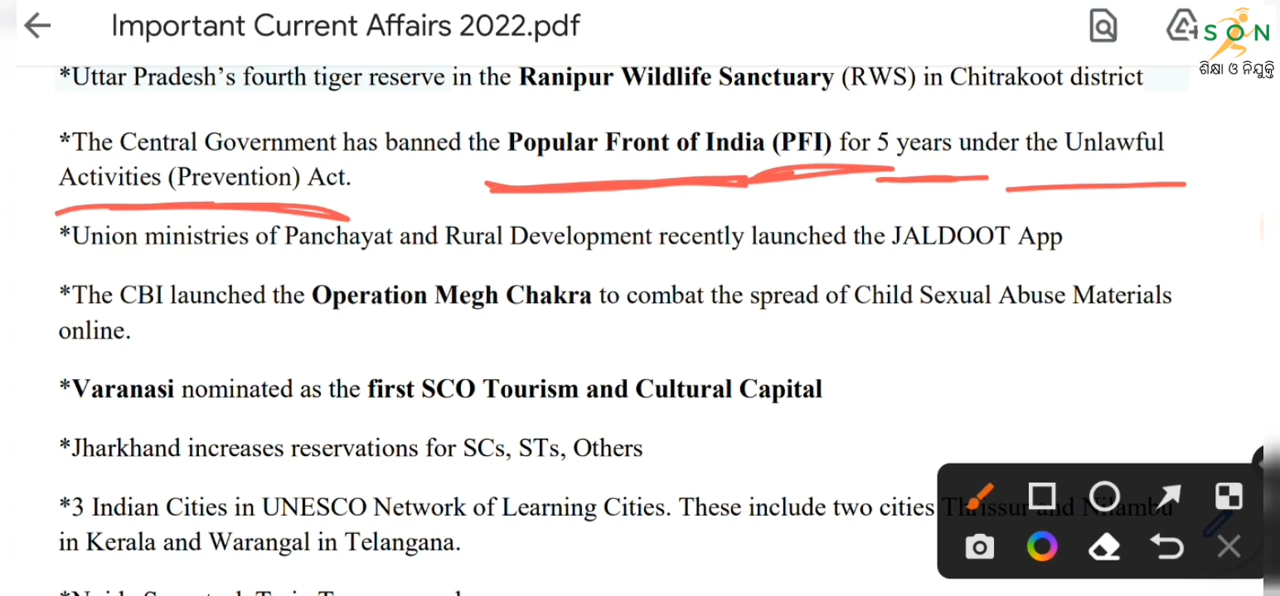 Important Current Affairs 2022.pdf
SON
ଶିକ୍ଷା ଓ ନିଯୁକ୍ତି
*Uttar Pradesh’s fourth tiger reserve in the Ranipur Wildlife Sanctuary (RWS) in Chitrakoot district
*The Central Government has banned the Popular Front of India (PFI) for 5 years under the Unlawful
Activities (Prevention) Act.
*Union ministries of Panchayat and Rural Development recently launched the JALDOOT App
*The CBI launched the Operation Megh Chakra to combat the spread of Child Sexual Abuse Materials
online.
*Varanasi nominated as the first SCO Tourism and Cultural Capital
*Jharkhand increases reservations for SCs, STs, Others
*3 Indian Cities in UNESCO Network of Learning Cities. These include two cities Thrissur and Nilambu
in Kerala and Warangal in Telangana.